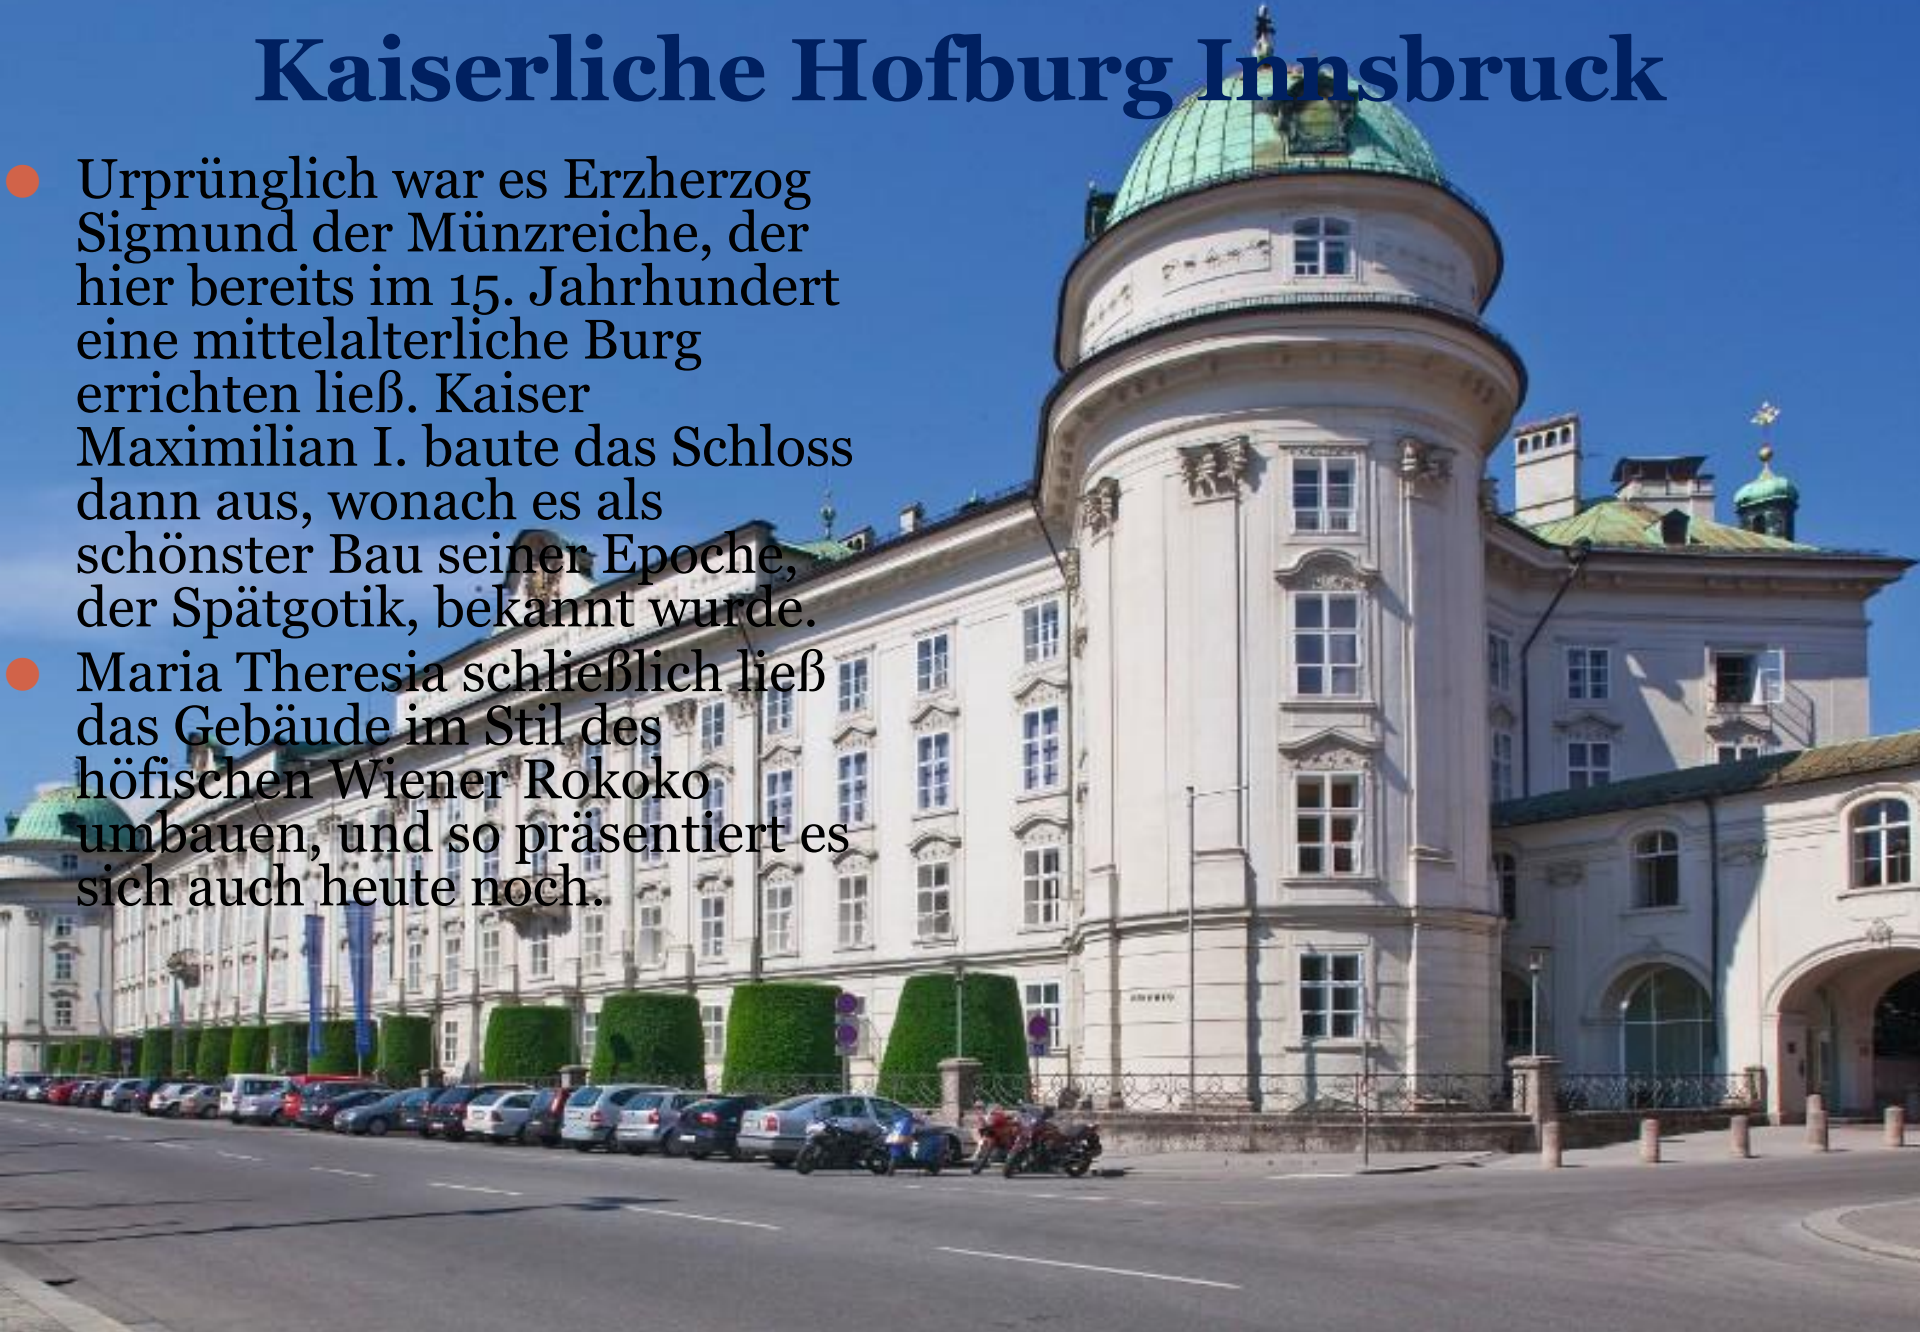 Kaiserliche Hofburg Innsbruck
Urprünglich war es Erzherzog
Sigmund der Münzreiche, der
hier bereits im 15. Jahrhundert
eine mittelalterliche Burg
errichten ließ. Kaiser
Maximilian I. baute das Schloss
dann aus, wonach es als
schönster Bau seiner Epoche,
der Spätgotik, bekannt wurde.
Maria Theresia schließlich ließ
das Gebäude im Stil des
höfischen Wiener Rokoko
umbauen, und so präsentiert es
sich auch heute noch.